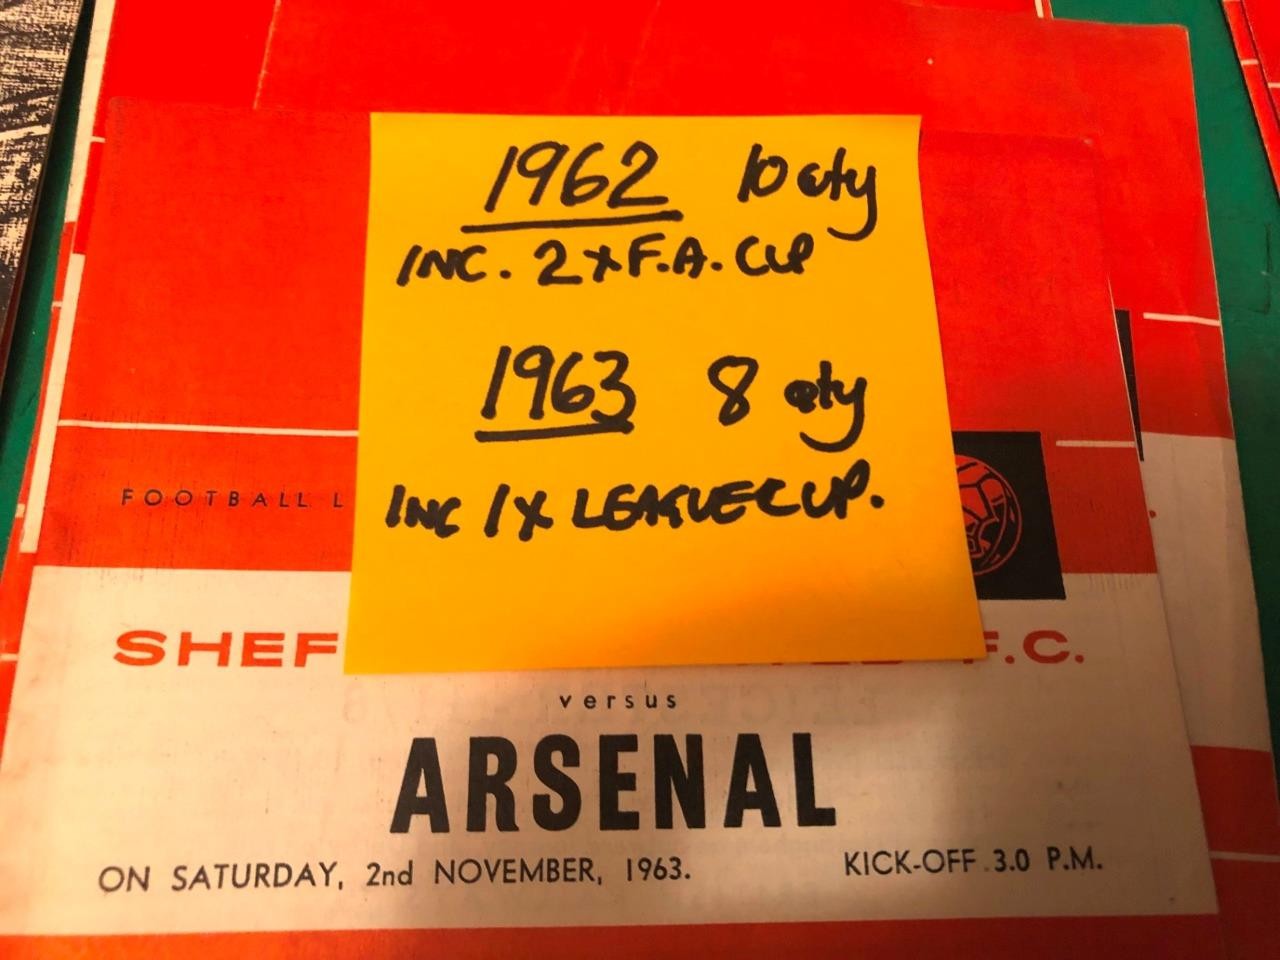 1962 10 qty
INC. 2 x F.A. CUP
1963 8 qty
INC 1 X LEAGUE CUP.
FOOTBALL L
SHEF F.C.
versus
ARSENAL
ON SATURDAY, 2nd NOVEMBER, 1963. KICK-OFF 3.0 P.M.